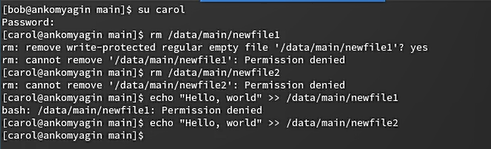 [bob@ankomyagin main]$ su carol
Password:
[carol@ankomyagin main]$ rm /data/main/newfile1
rm: remove write-protected regular empty file '/data/main/newfile1'? yes
rm: cannot remove '/data/main/newfile1': Permission denied
[carol@ankomyagin main]$ rm /data/main/newfile2
rm: cannot remove '/data/main/newfile2': Permission denied
[carol@ankomyagin main]$ echo "Hello, world" >> /data/main/newfile1
bash: /data/main/newfile1: Permission denied
[carol@ankomyagin main]$ echo "Hello, world" >> /data/main/newfile2
[carol@ankomyagin main]$